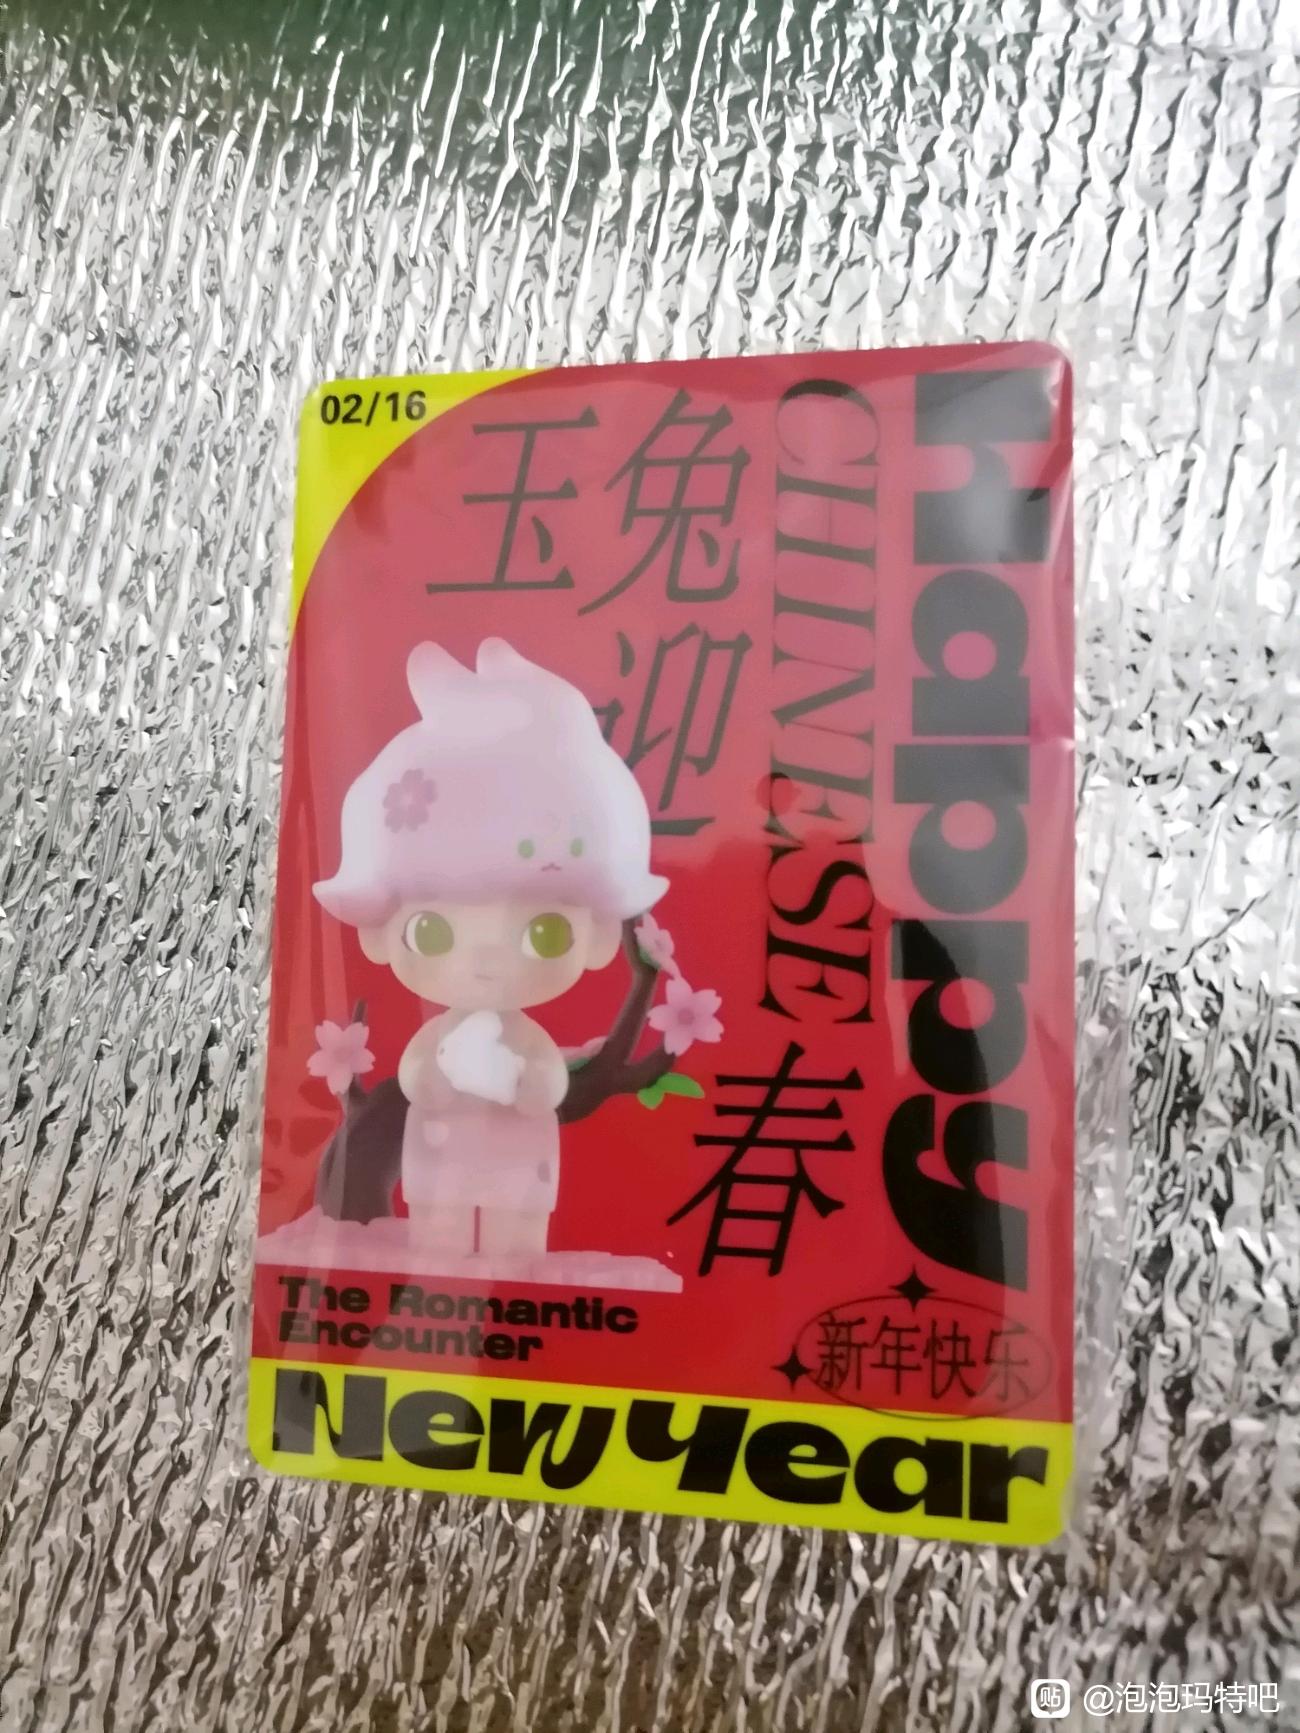 02/16
玉兔
迎
春
CHINESE
Happy
The Romantic
Encounter
新年快乐
New Year
贴 @泡泡玛特吧